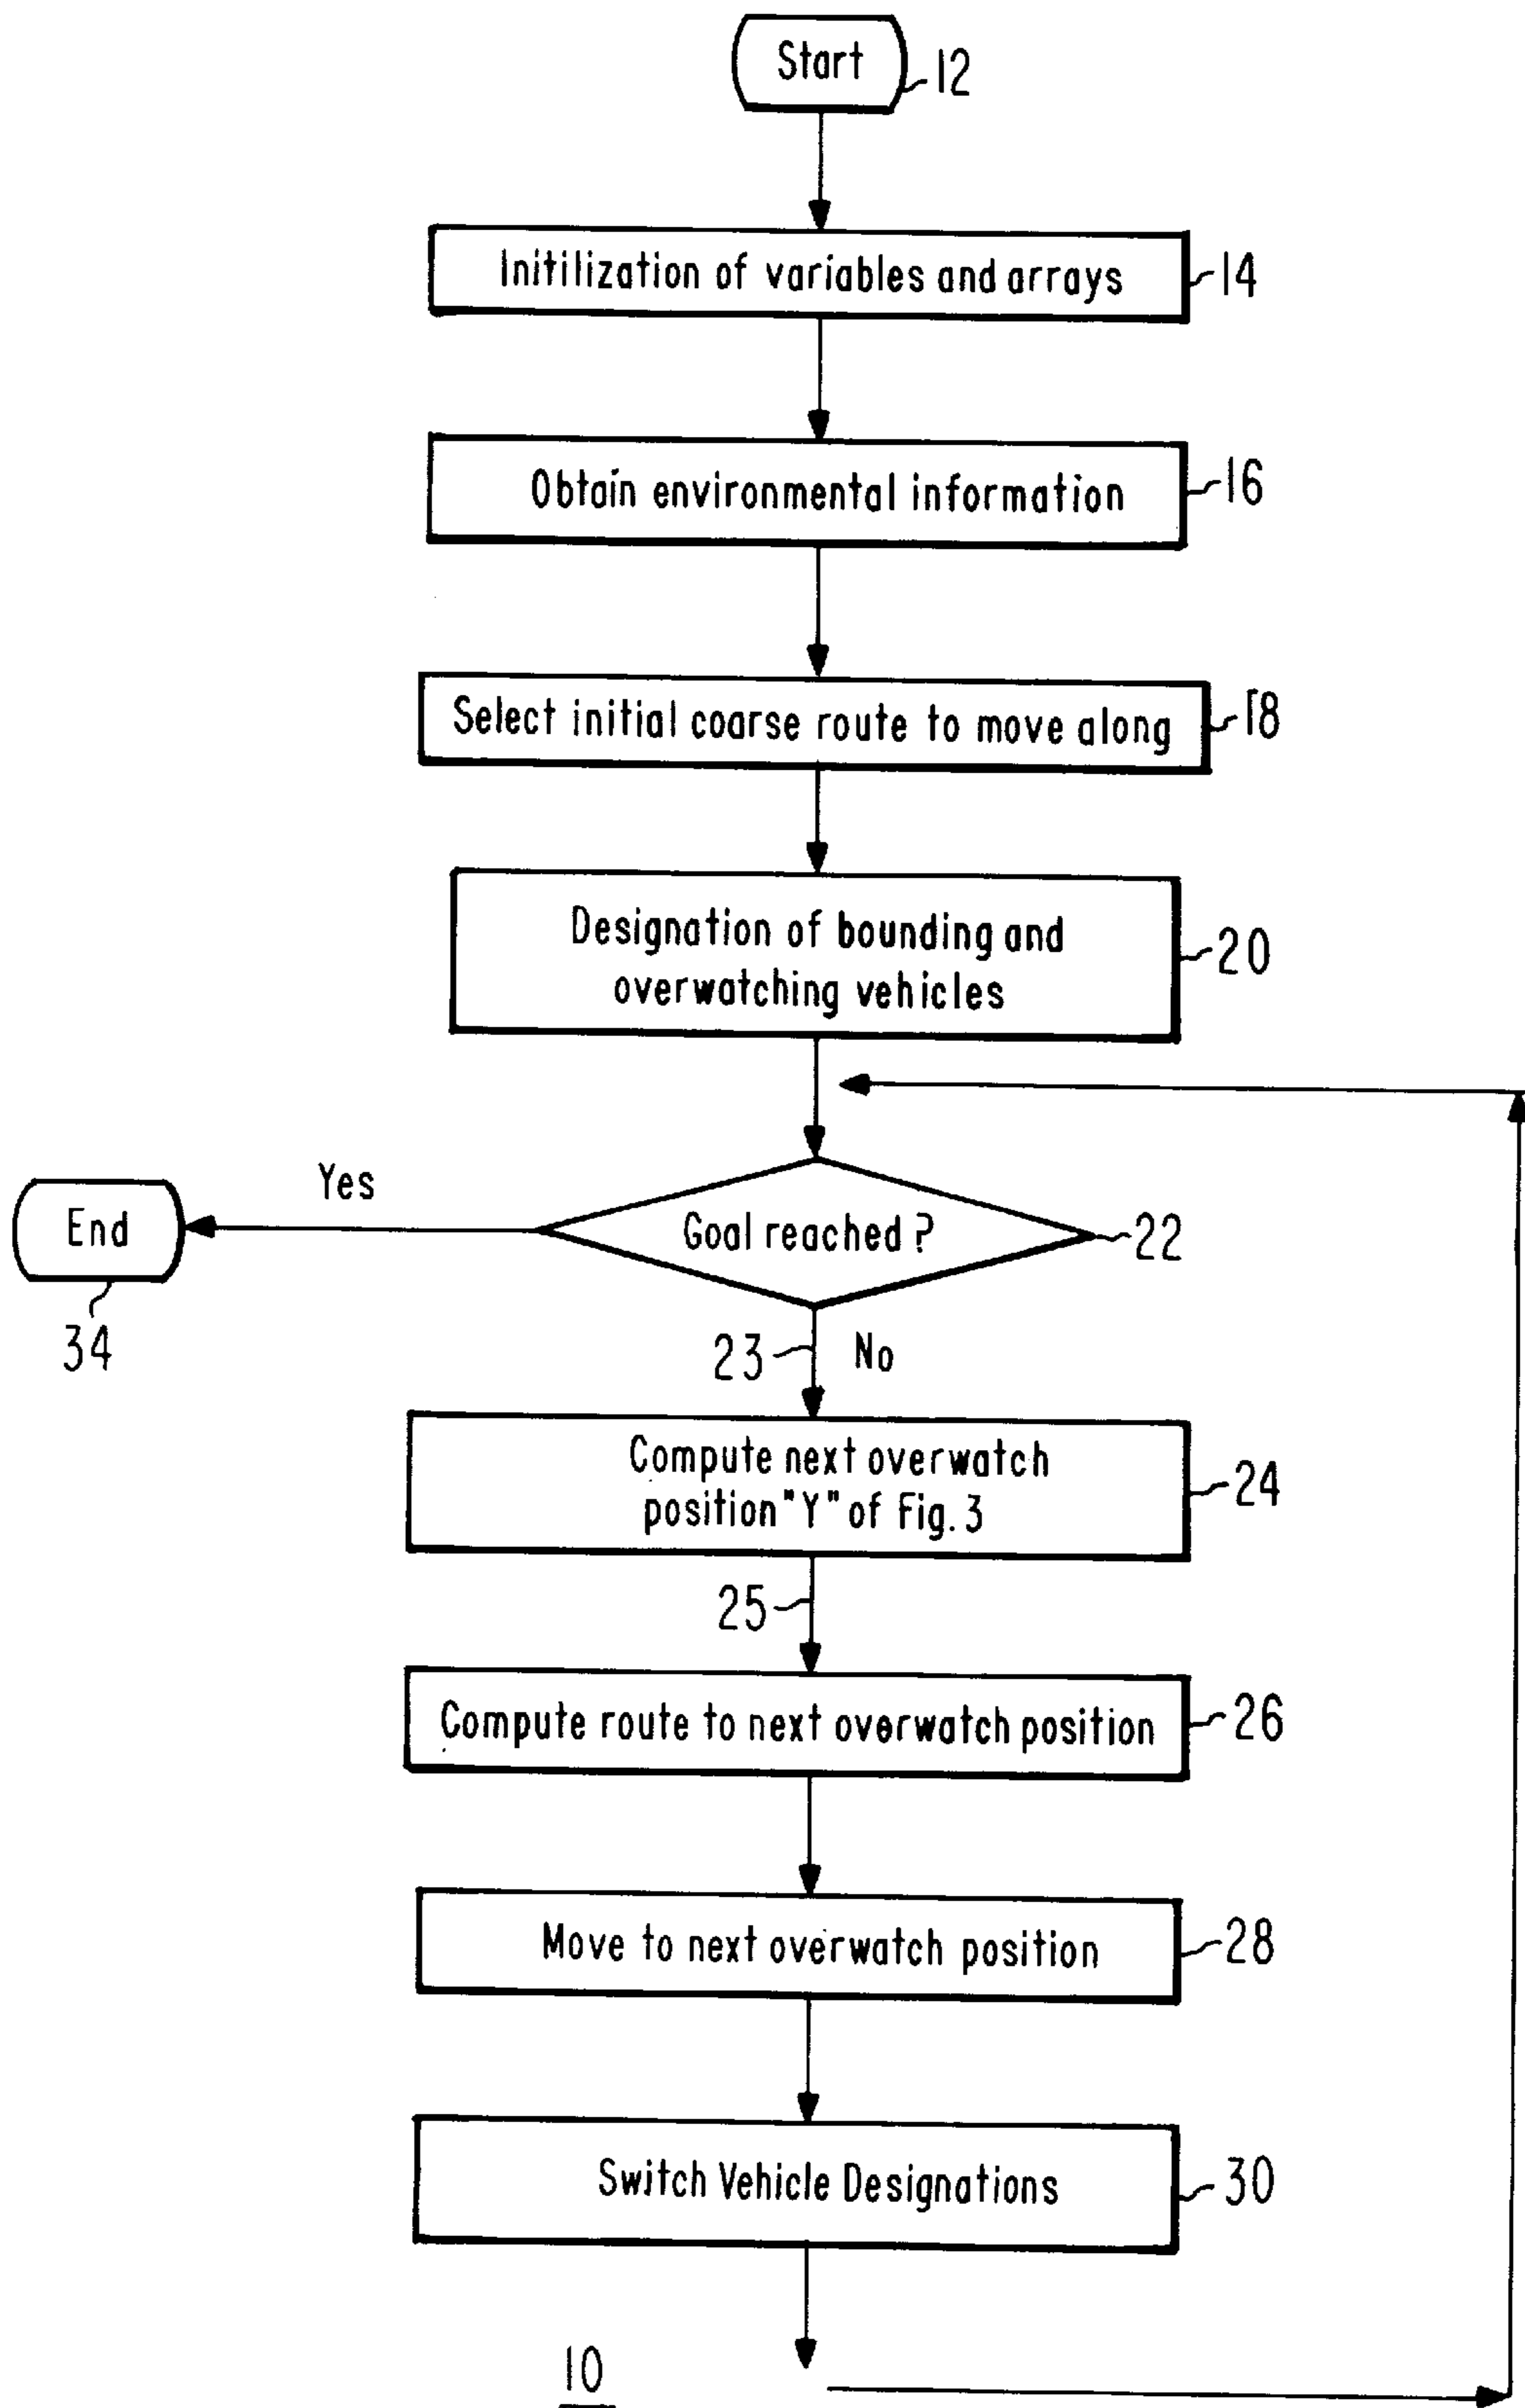 Start
12
Initilization of variables and arrays
14
Obtain environmental information
16
Select initial coarse route to move along
18
Designation of bounding and
overwatching vehicles
20
Yes
End
34
Goal reached ?
22
23
No
Compute next overwatch
position "Y" of Fig. 3
24
25
Compute route to next overwatch position
26
Move to next overwatch position
28
Switch Vehicle Designations
30
10